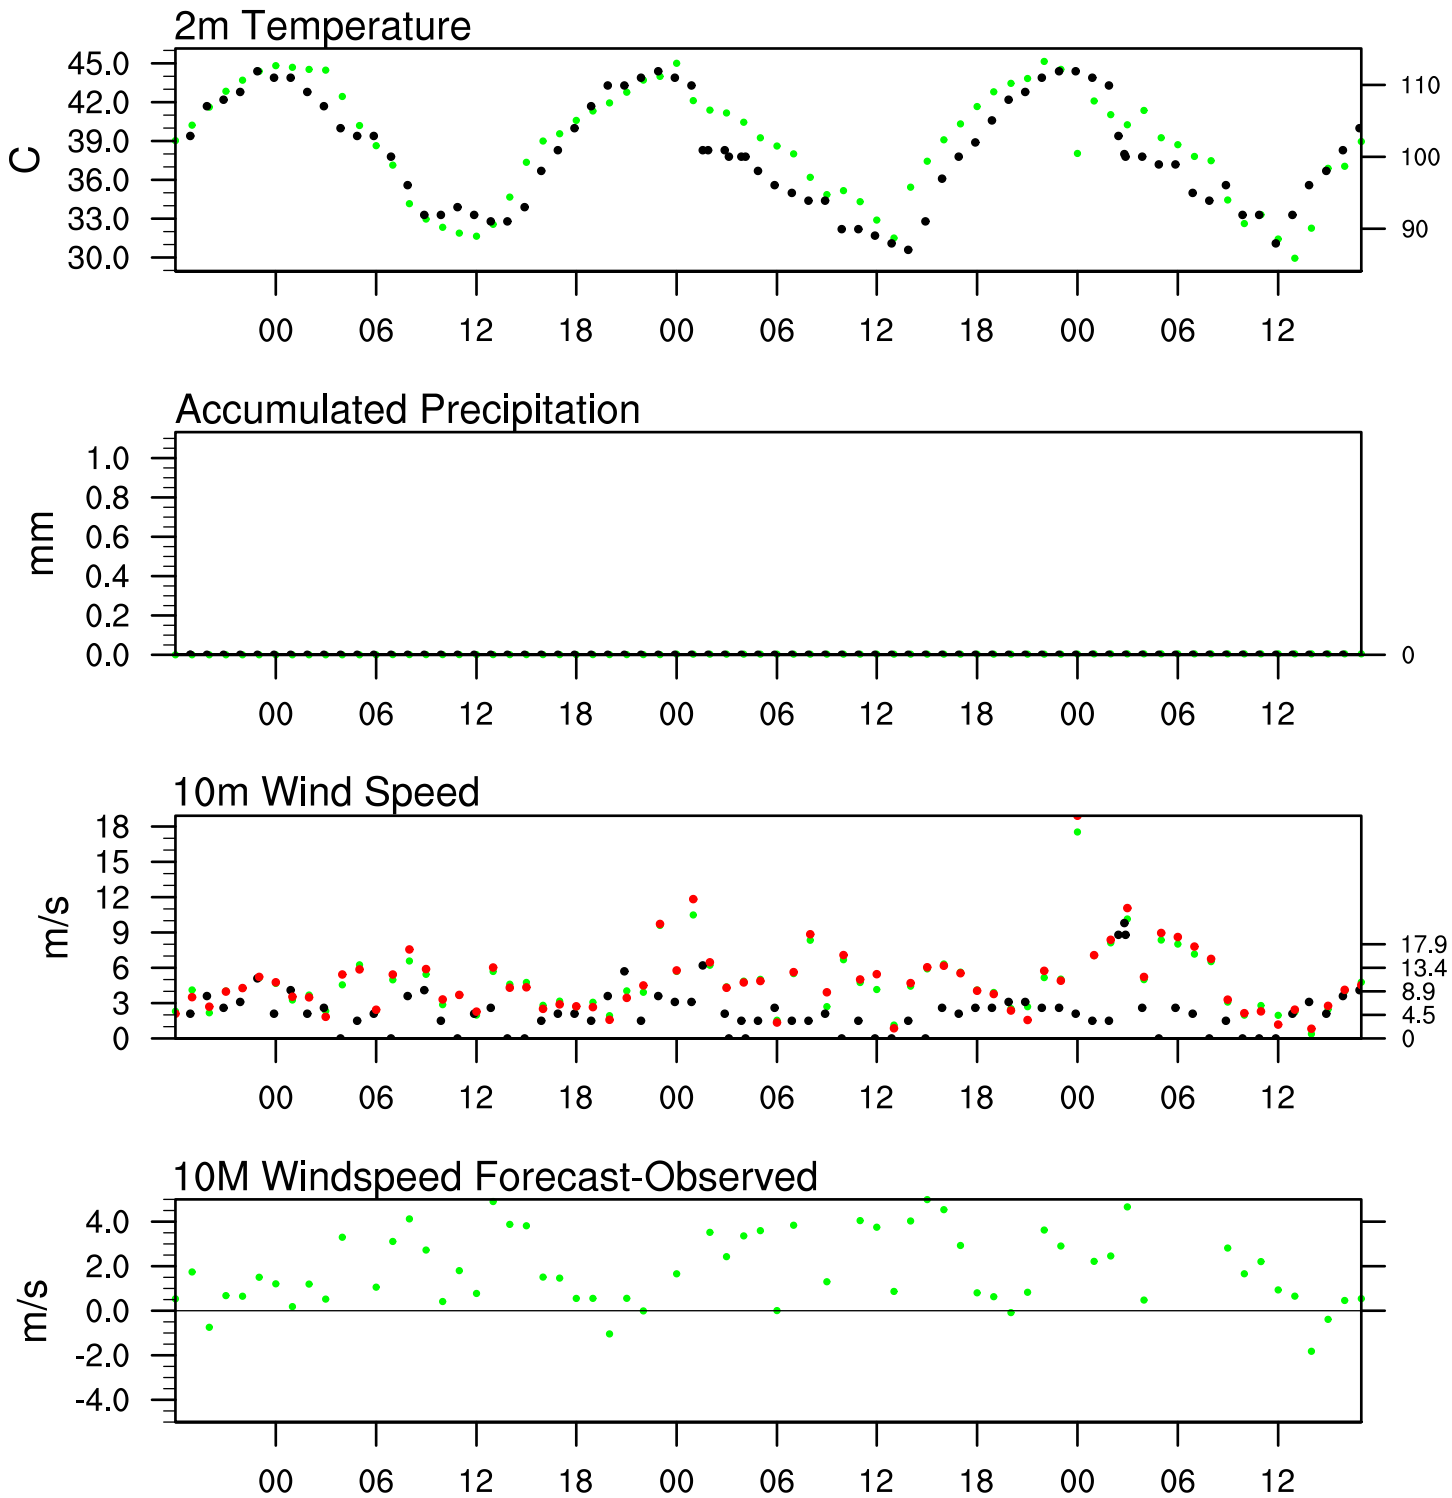 2m Temperature
45.0
42.0
39.0
36.0
33.0
30.0
C
110
100
90
00 06 12 18 00 06 12 18 00 06 12
Accumulated Precipitation
1.0
0.8
0.6
0.4
0.2
0.0
mm
0
00 06 12 18 00 06 12 18 00 06 12
10m Wind Speed
18
15
12
9
6
3
0
m/s
17.9
13.4
8.9
4.5
0
00 06 12 18 00 06 12 18 00 06 12
10M Windspeed Forecast-Observed
4.0
2.0
0.0
-2.0
-4.0
m/s
00 06 12 18 00 06 12 18 00 06 12